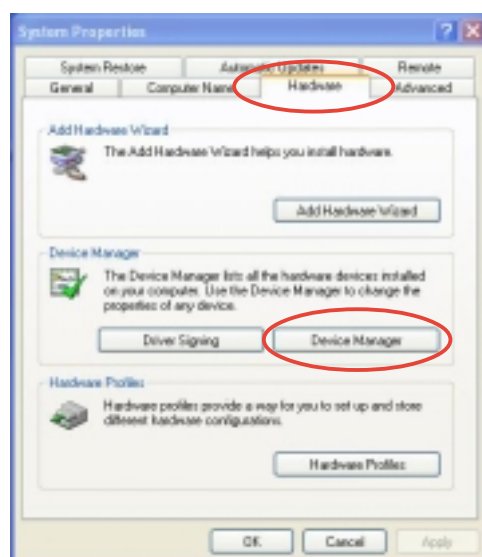 System Properties
System Restore Automatic Updates Remote
General Computer Name Hardware Advanced
Add Hardware Wizard
The Add Hardware Wizard helps you install hardware.
Add Hardware Wizard
Device Manager
The Device Manager lists all the hardware devices installed
on your computer. Use the Device Manager to change the
properties of any device.
Driver Signing Device Manager
Hardware Profiles
Hardware profiles provide a way for you to set up and store
different hardware configurations.
Hardware Profiles
OK Cancel Apply